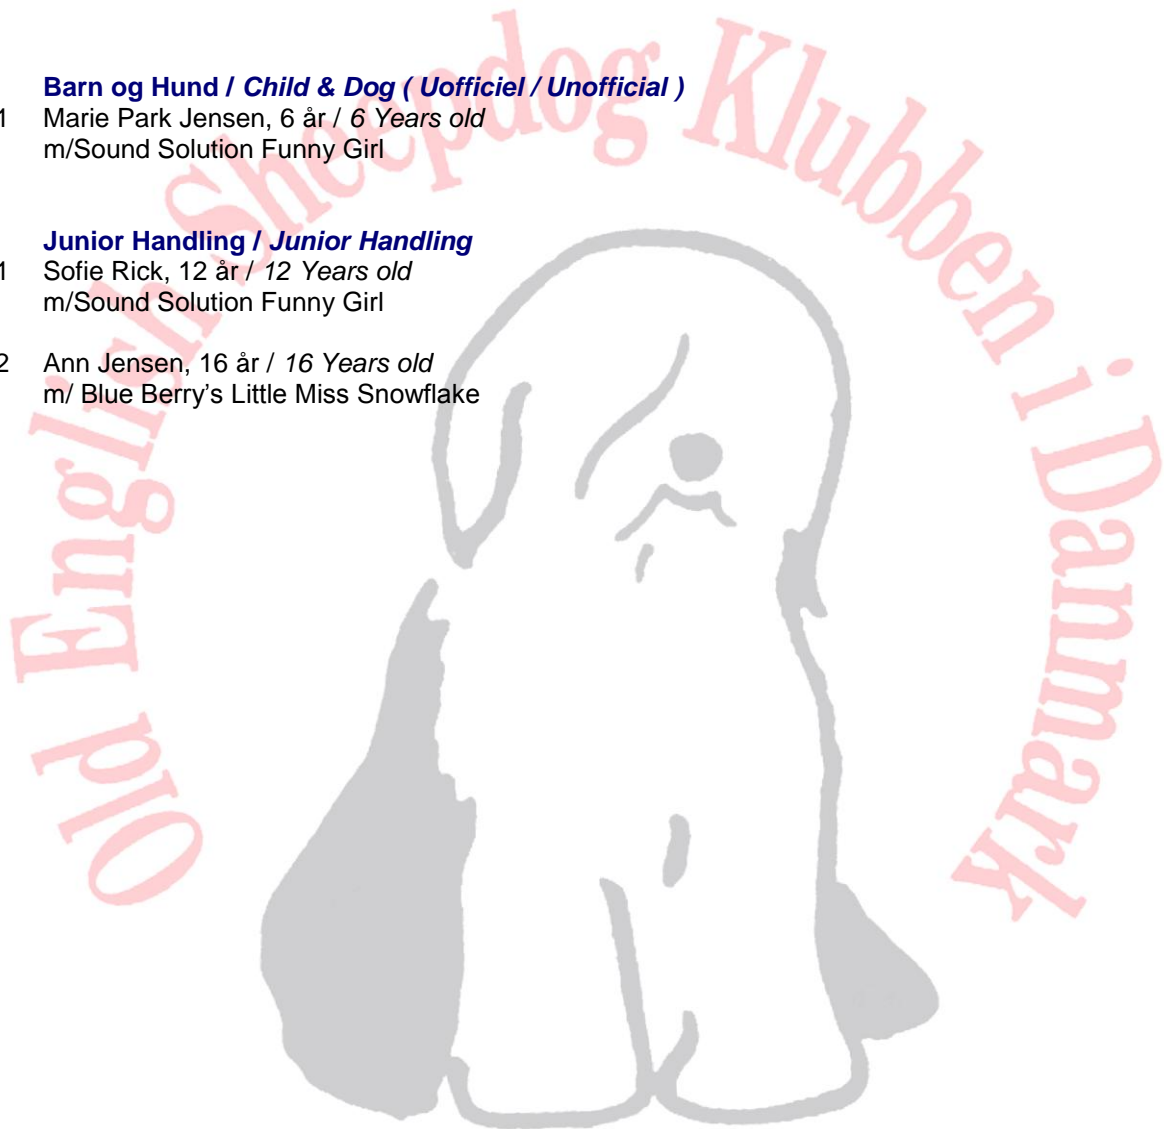 Old English Sheepdog Klubben i Danmark
Barn og Hund / Child & Dog ( Uofficiel / Unofficial )
1 Marie Park Jensen, 6 år / 6 Years old
m/Sound Solution Funny Girl
Junior Handling / Junior Handling
1 Sofie Rick, 12 år / 12 Years old
m/Sound Solution Funny Girl
2 Ann Jensen, 16 år / 16 Years old
m/ Blue Berry’s Little Miss Snowflake